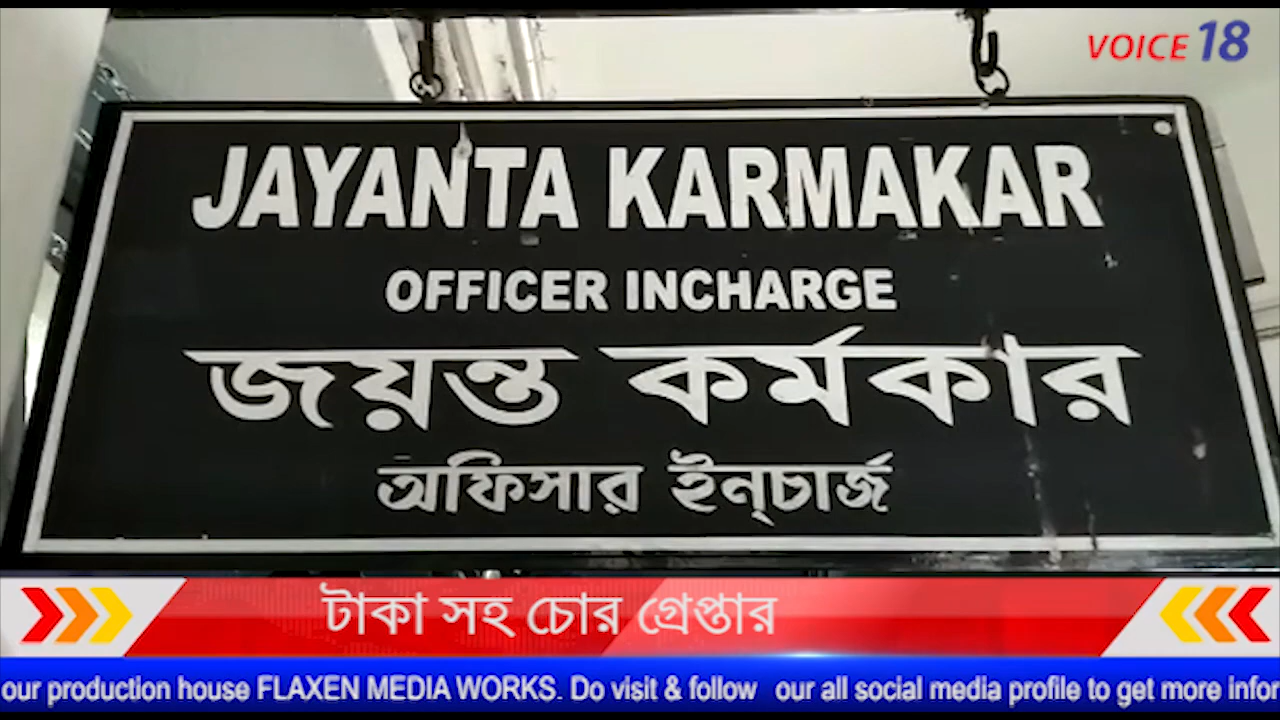 VOICE 18
JAYANTA KARMAKAR
OFFICER INCHARGE
জয়ন্ত কর্মকার
অফিসার ইন্‌চার্জ
টাকা সহ চোর গ্রেপ্তার
our production house FLAXEN MEDIA WORKS. Do visit & follow our all social media profile to get more infor